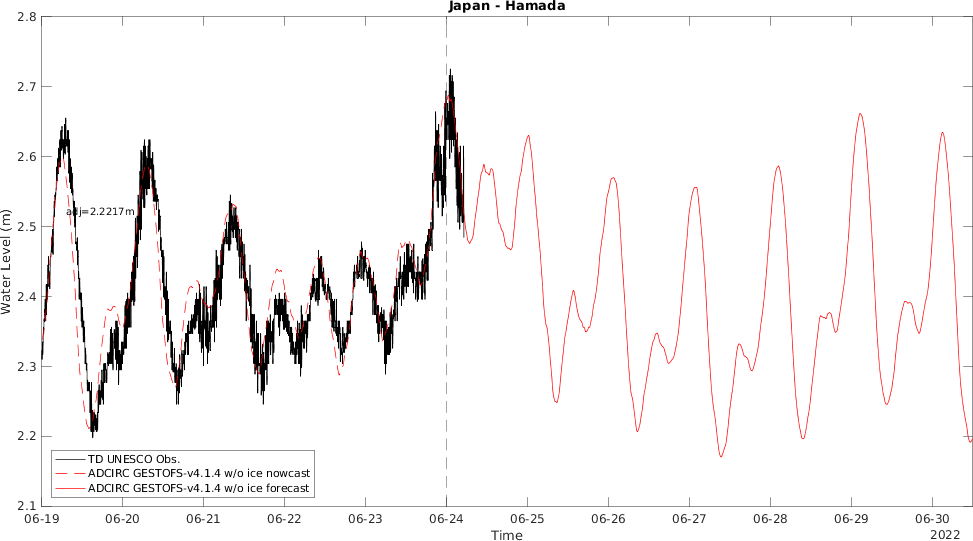 Japan - Hamada
2.8
2.7
2.6
2.5
2.4
2.3
2.2
2.1
Water Level (m)
adj=2.2217m
TD UNESCO Obs.
ADCIRC GESTOFS-v4.1.4 w/o ice nowcast
ADCIRC GESTOFS-v4.1.4 w/o ice forecast
06-19 06-20 06-21 06-22 06-23 06-24 06-25 06-26 06-27 06-28 06-29 06-30
2022
Time